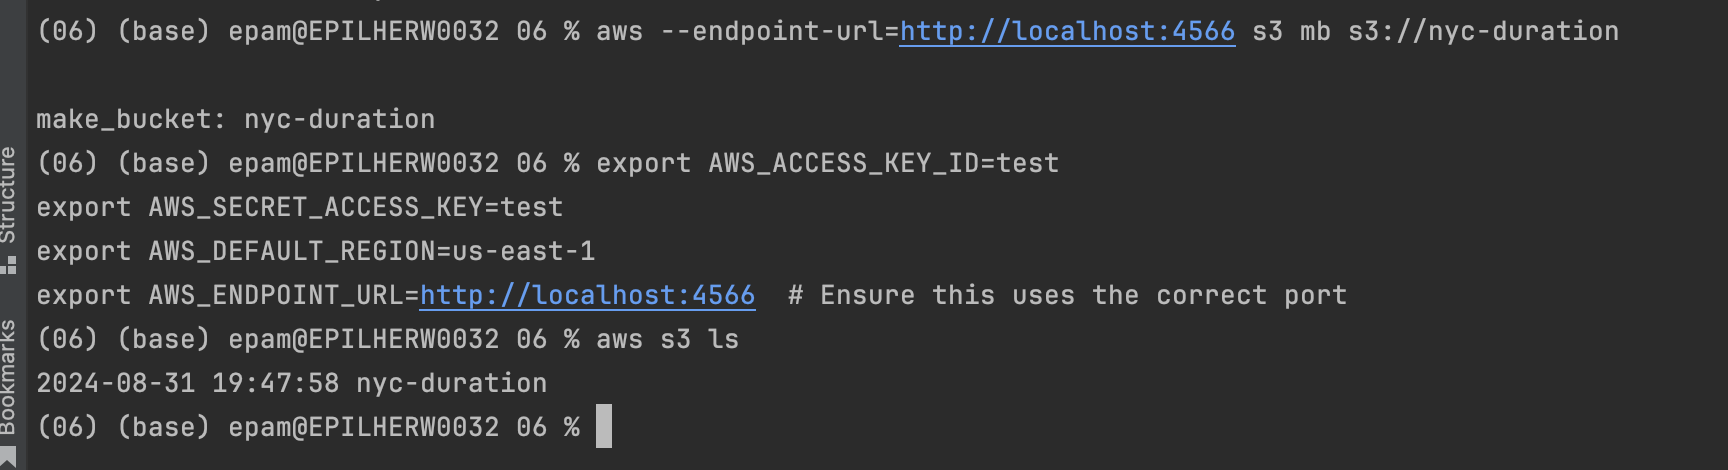 (06) (base) epam@EPILHERW0032 06 % aws --endpoint-url=http://localhost:4566 s3 mb s3://nyc-duration
make_bucket: nyc-duration
(06) (base) epam@EPILHERW0032 06 % export AWS_ACCESS_KEY_ID=test
export AWS_SECRET_ACCESS_KEY=test
export AWS_DEFAULT_REGION=us-east-1
export AWS_ENDPOINT_URL=http://localhost:4566  # Ensure this uses the correct port
(06) (base) epam@EPILHERW0032 06 % aws s3 ls
2024-08-31 19:47:58 nyc-duration
(06) (base) epam@EPILHERW0032 06 %
Structure
Bookmarks